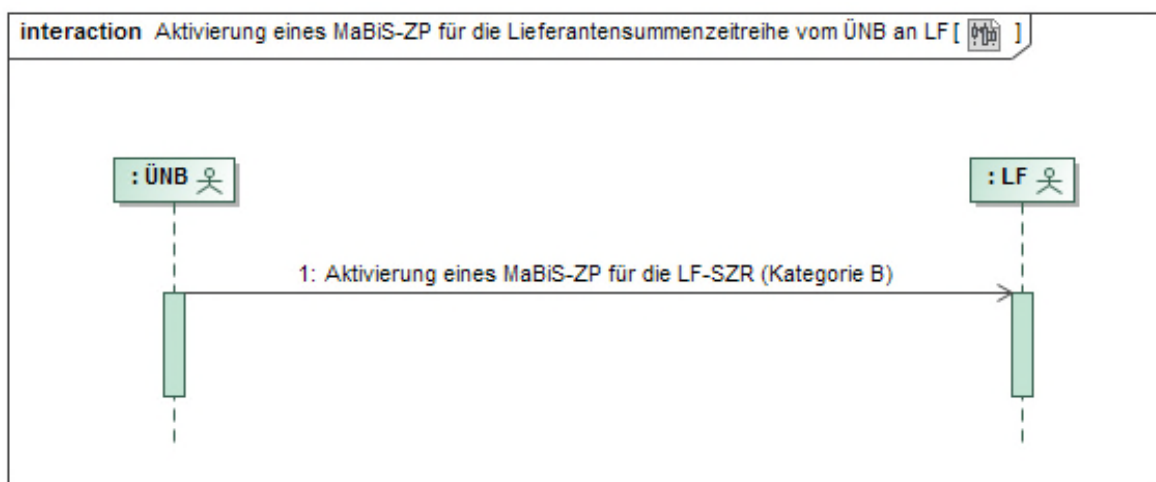 interaction Aktivierung eines MaBiS-ZP für die Lieferantensummenzeitreihe vom ÜNB an LF [ ]
: ÜNB
: LF
1: Aktivierung eines MaBiS-ZP für die LF-SZR (Kategorie B)